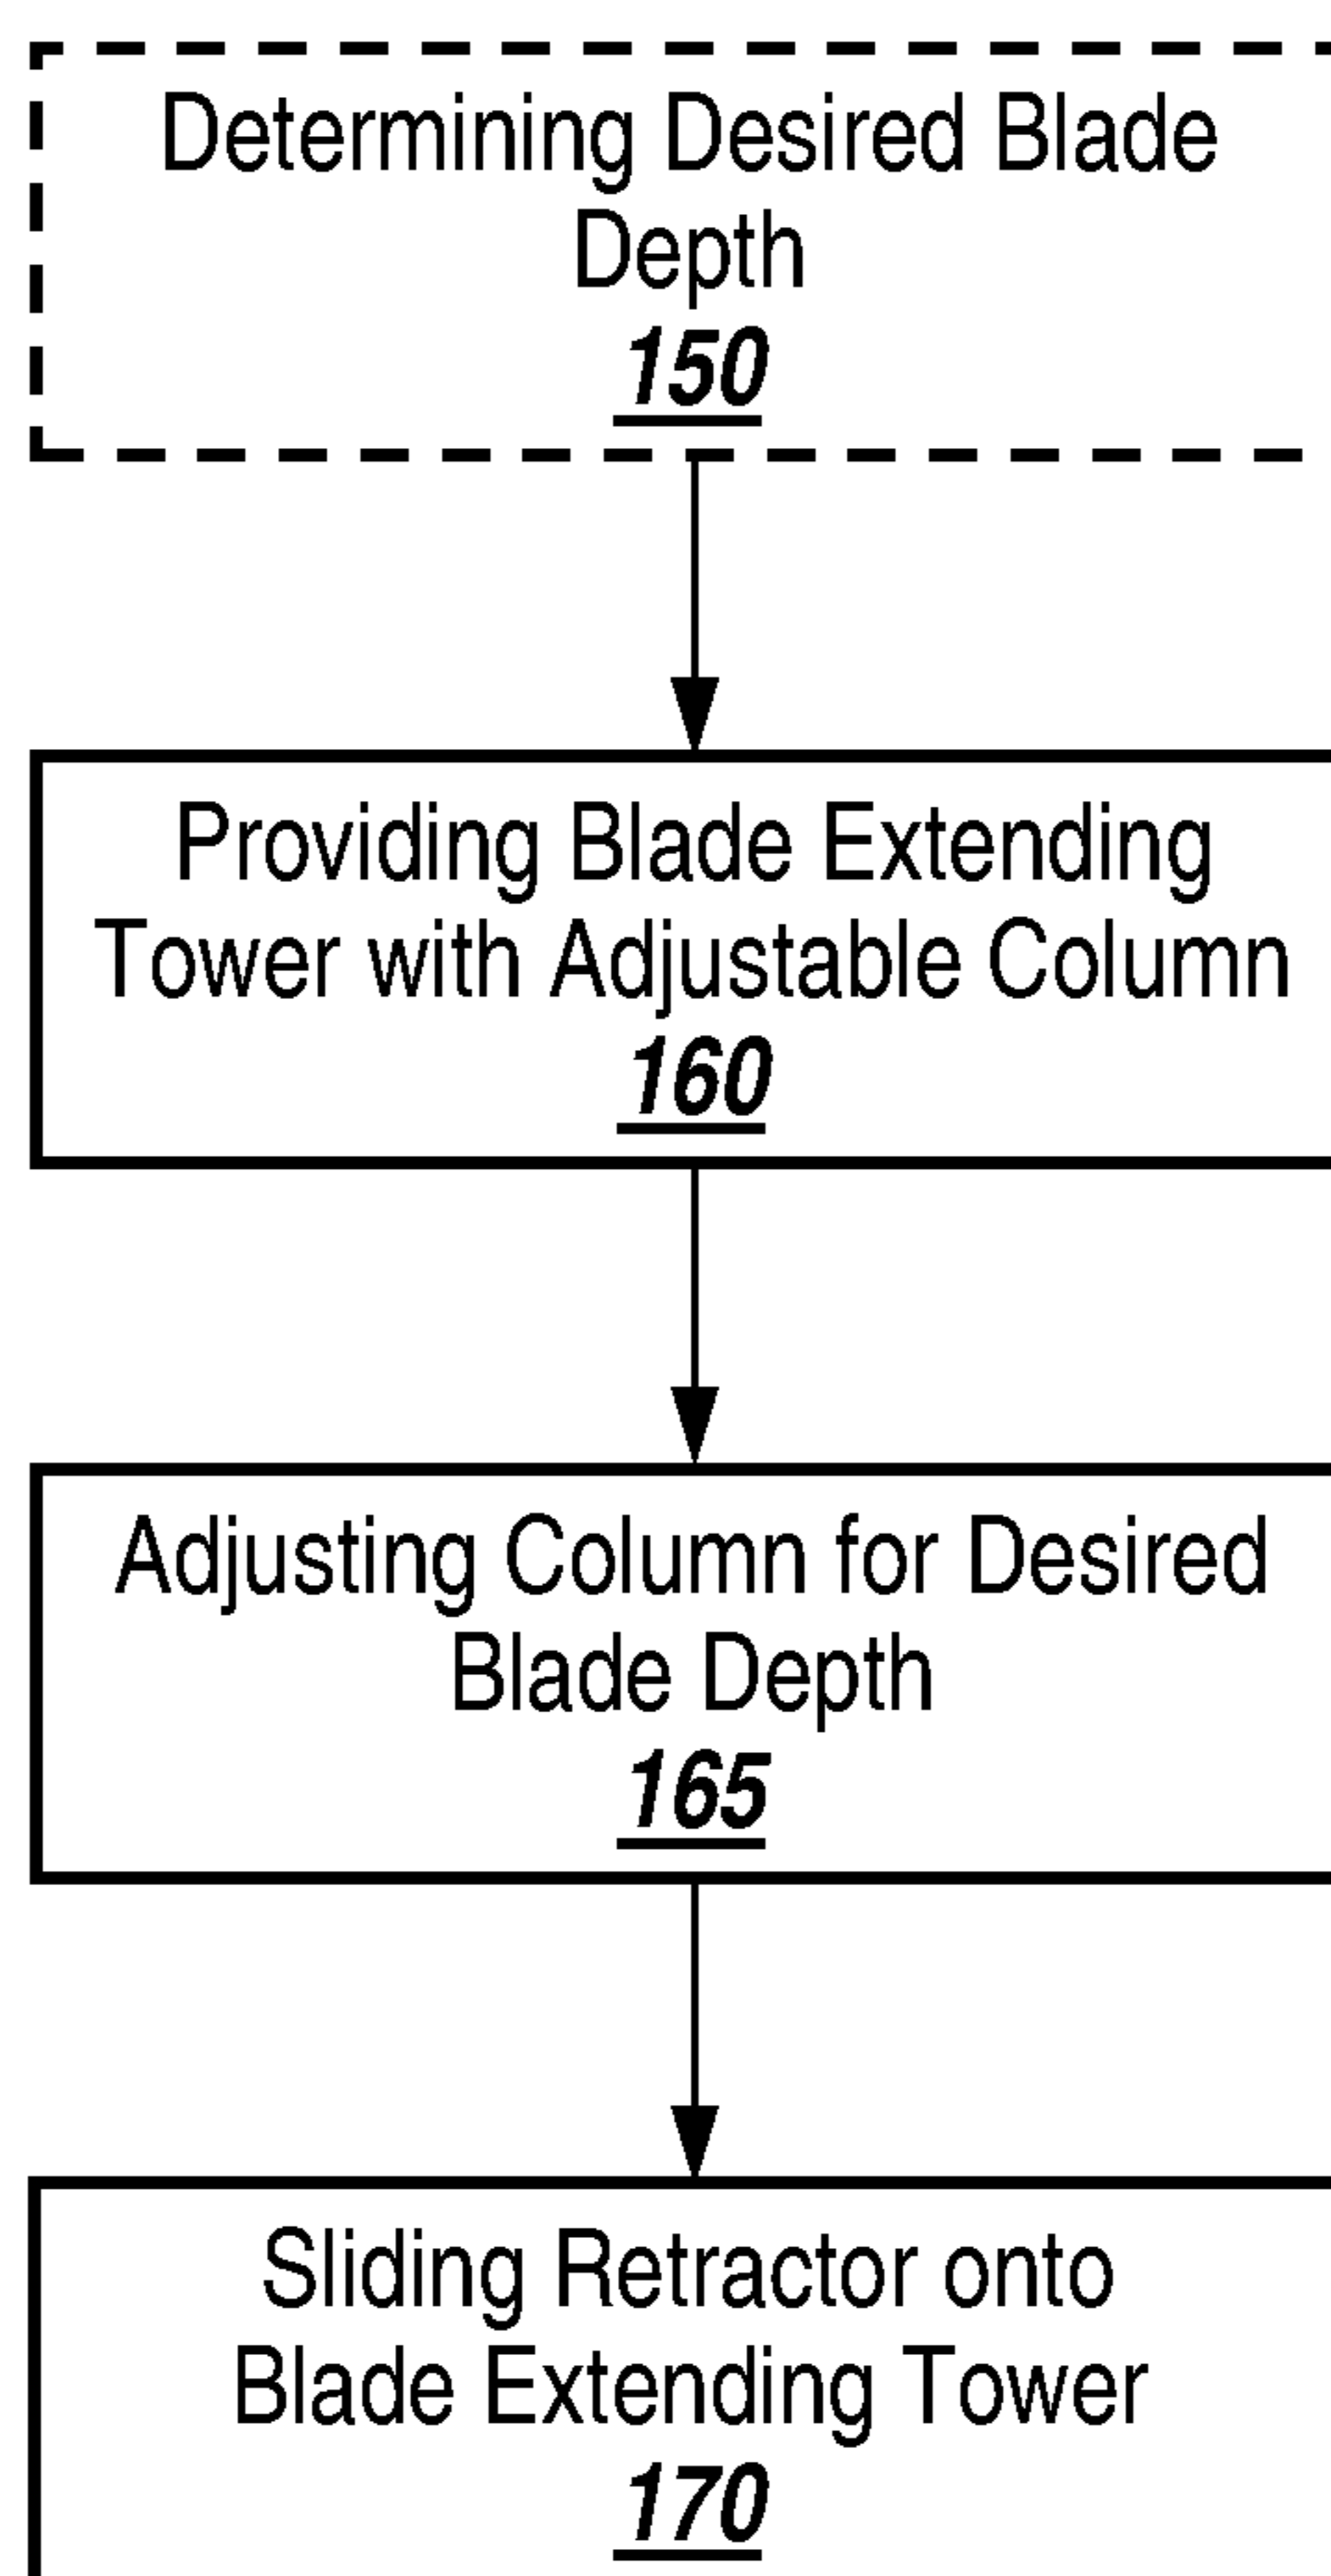 Determining Desired Blade
Depth
150
Providing Blade Extending
Tower with Adjustable Column
160
Adjusting Column for Desired
Blade Depth
165
Sliding Retractor onto
Blade Extending Tower
170